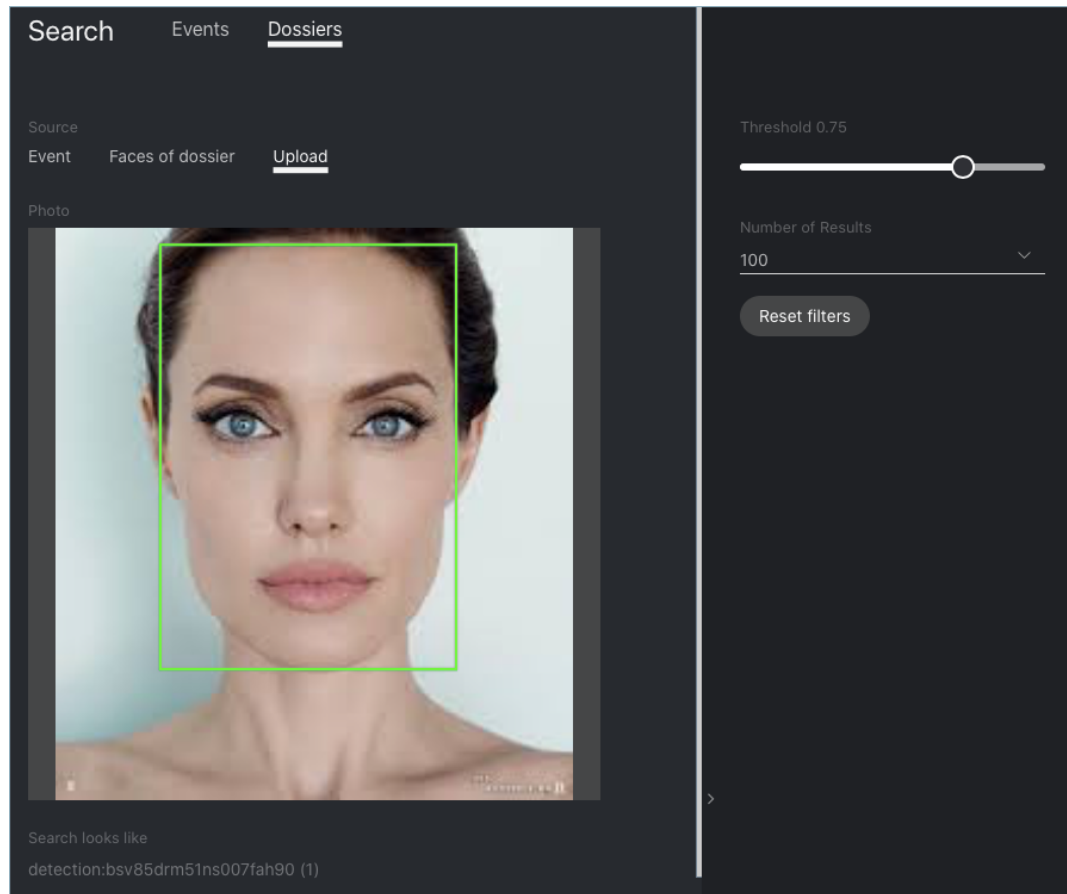 Search Events Dossiers
Source
Event Faces of dossier Upload
Photo
Search looks like
detection:bsv85drm51ns007fah90 (1)
Threshold 0.75
Number of Results
100
Reset filters